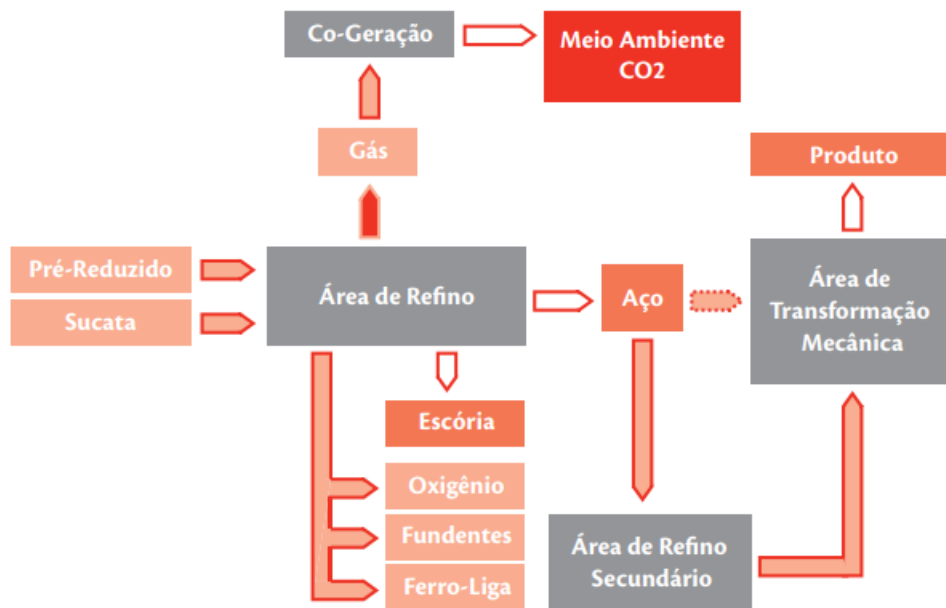 Co-Geração
Meio Ambiente
CO2
Gás
Produto
Pré-Reduzido
Sucata
Área de Refino
Aço
Área de
Transformação
Mecânica
Escória
Oxigênio
Fundentes
Ferro-Liga
Área de Refino
Secundário